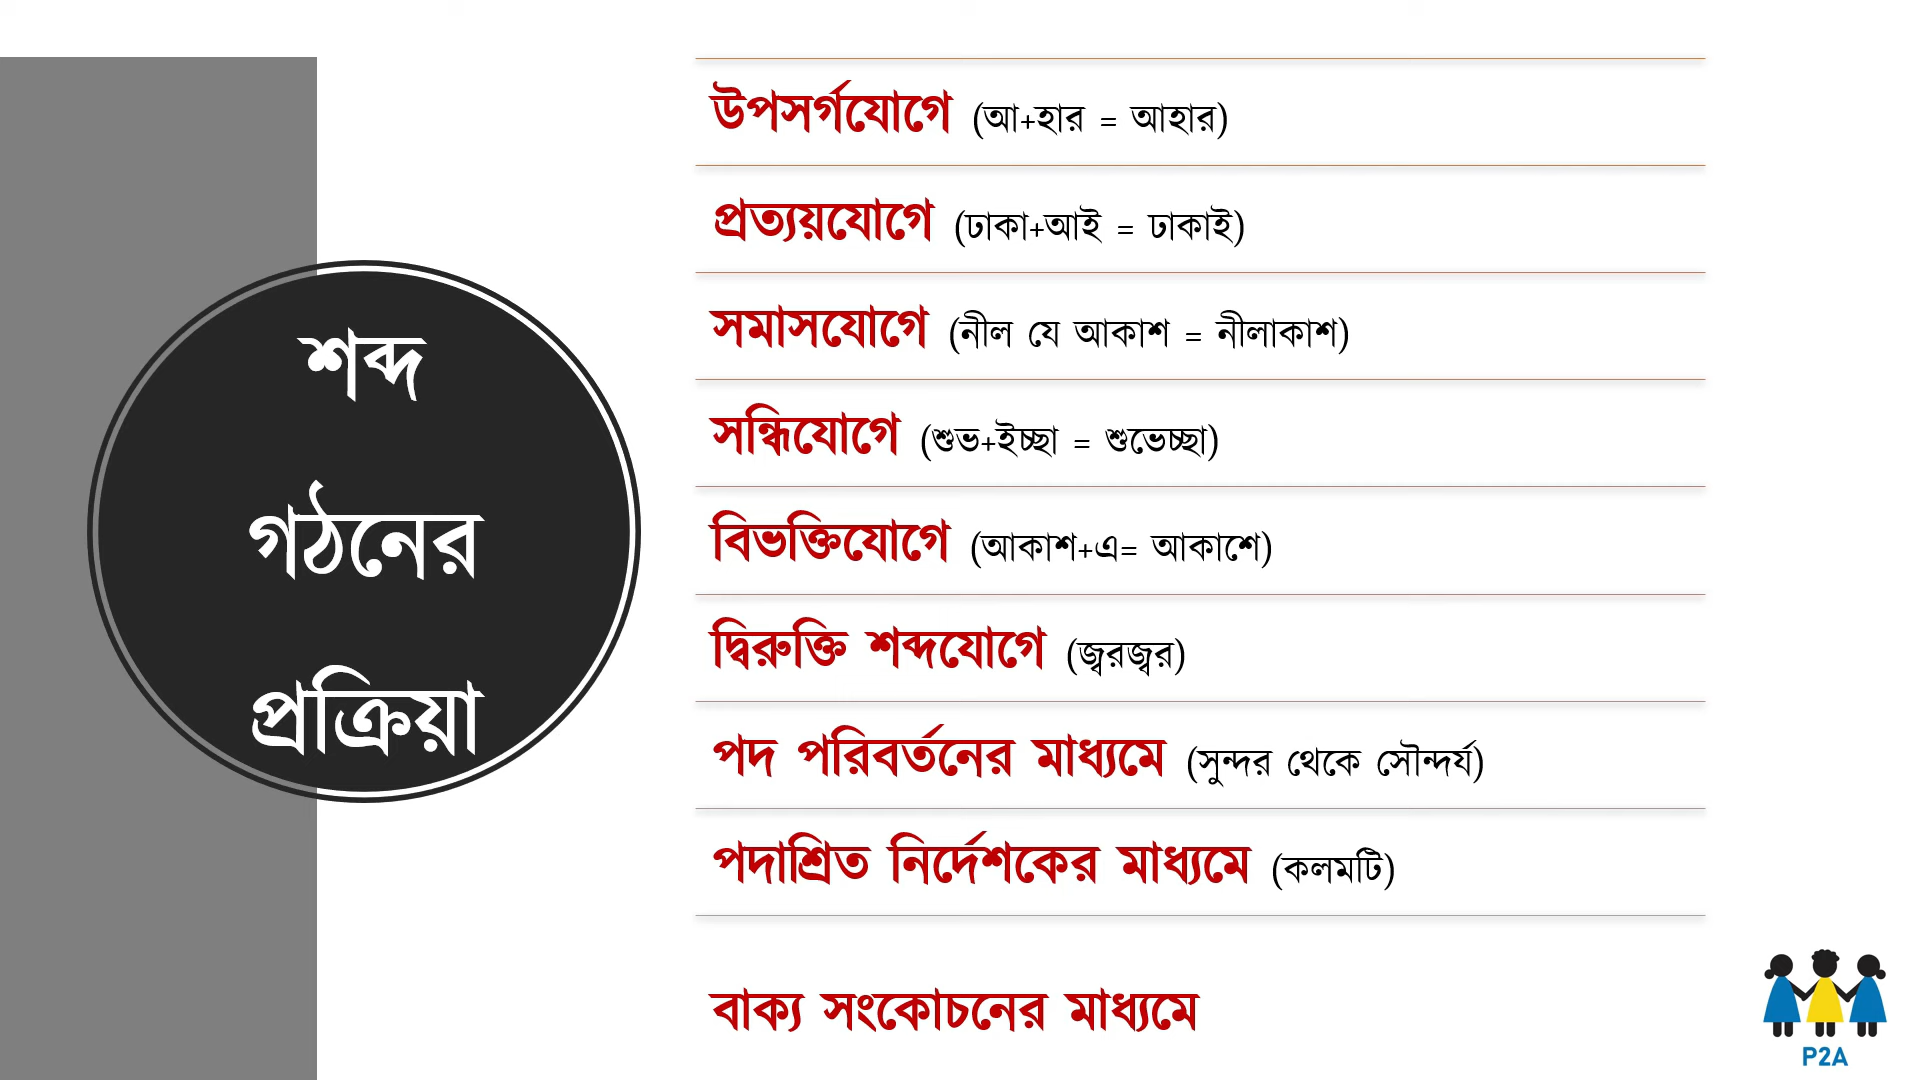 শব্দ
গঠনের
প্রক্রিয়া
উপসর্গযোগে (আ+হার = আহার)
প্রত্যয়যোগে (ঢাকা+আই = ঢাকাই)
সমাসযোগে (নীল যে আকাশ = নীলাকাশ)
সন্ধিযোগে (শুভ+ইচ্ছা = শুভেচ্ছা)
বিভক্তিযোগে (আকাশ+এ= আকাশে)
দ্বিরুক্তি শব্দযোগে (জ্বরজ্বর)
পদ পরিবর্তনের মাধ্যমে (সুন্দর থেকে সৌন্দর্য)
পদাশ্রিত নির্দেশকের মাধ্যমে (কলমটি)
বাক্য সংকোচনের মাধ্যমে
P2A